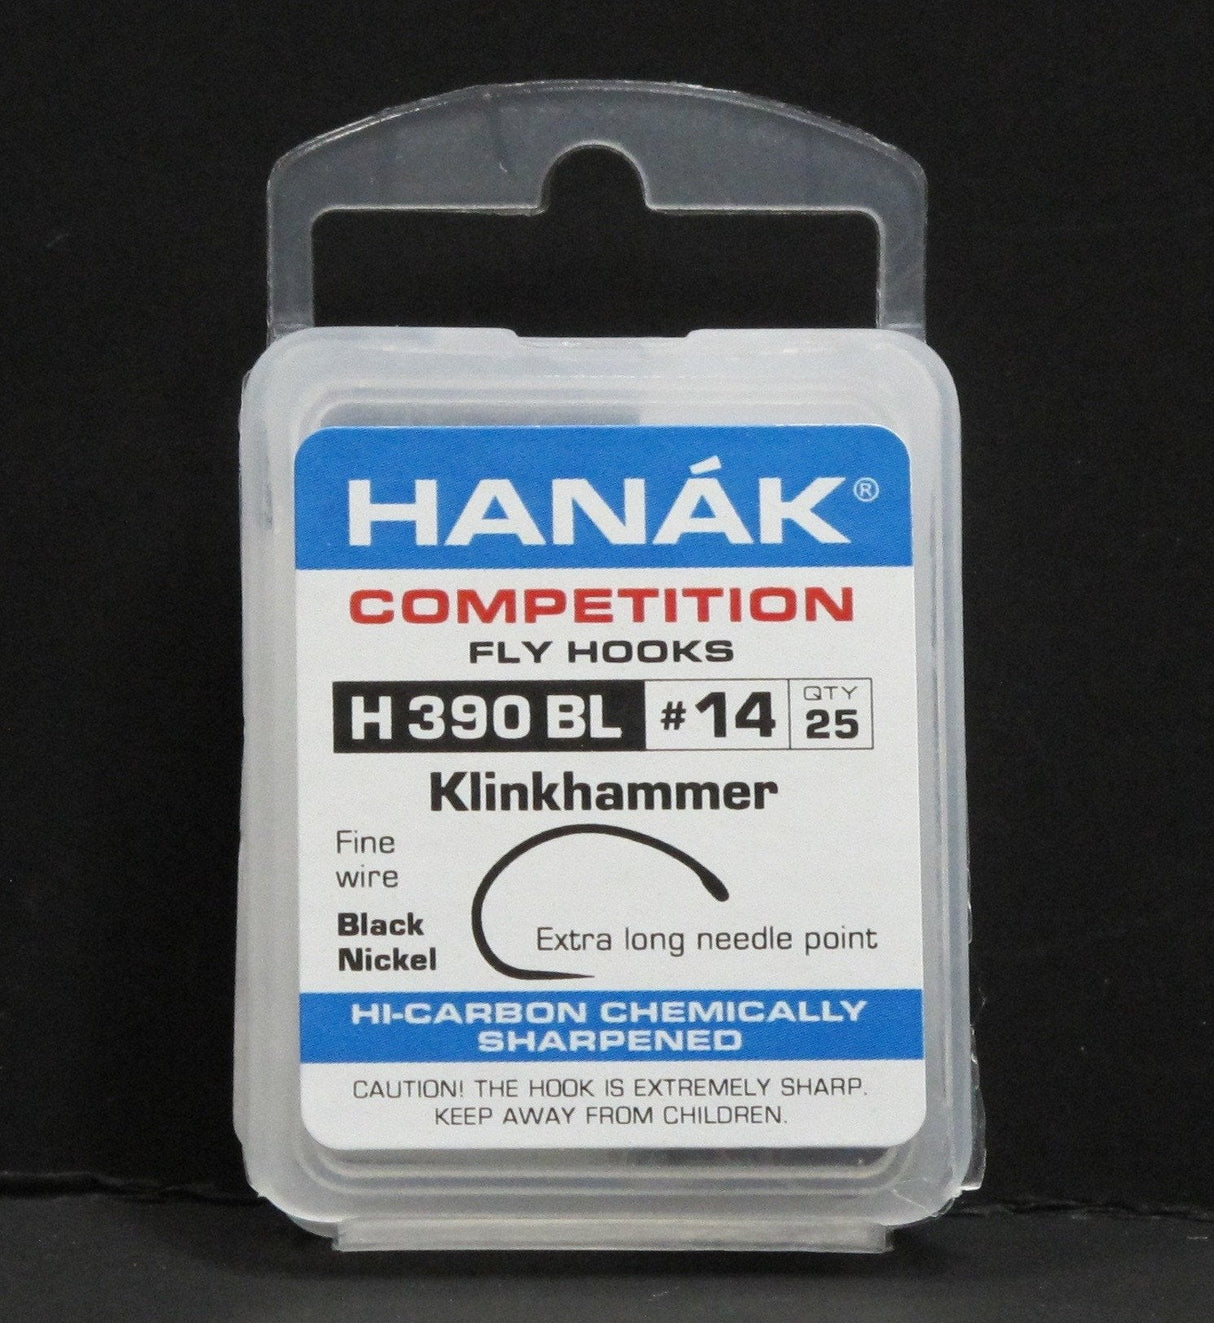 HANÁK®
COMPETITION
FLY HOOKS
H 390 BL #14 QTY 25
Klinkhammer
Fine
wire
Black
Nickel
Extra long needle point
HI-CARBON CHEMICALLY
SHARPENED
CAUTION! THE HOOK IS EXTREMELY SHARP.
KEEP AWAY FROM CHILDREN.